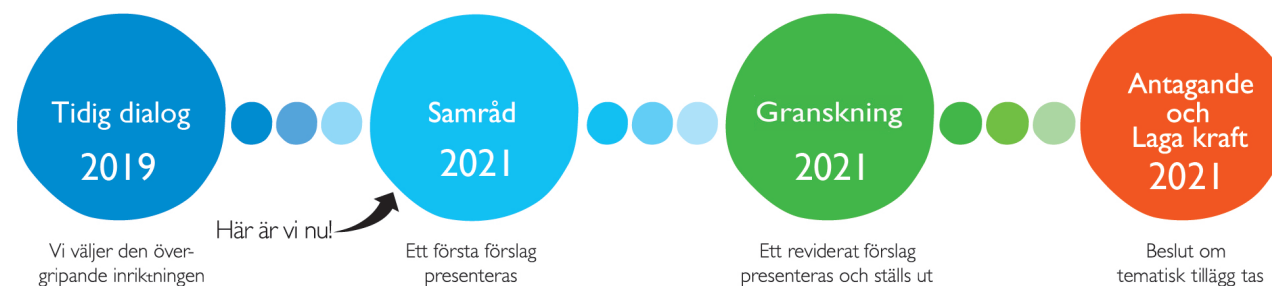 Tidig dialog
2019
Vi väljer den över-
gripande inriktningen
Här är vi nu!
Samråd
2021
Ett första förslag
presenteras
Granskning
2021
Ett reviderat förslag
presenteras och ställs ut
Antagande
och
Laga kraft
2021
Beslut om
tematisk tillägg tas